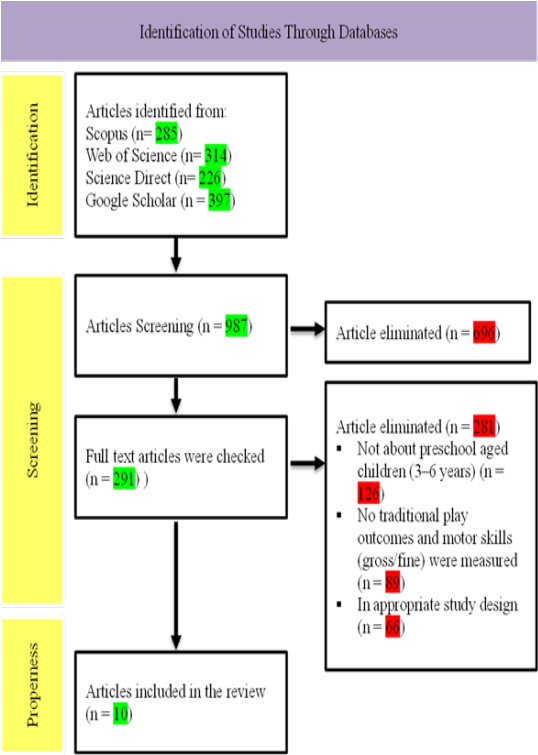 Identification of Studies Through Databases
Identification
Articles identified from:
Scopus (n= 285)
Web of Science (n= 314)
Science Direct (n= 226)
Google Scholar (n = 397)
Screening
Articles Screening (n = 987)
Article eliminated (n = 696)
Full text articles were checked
(n = 291) )
Article eliminated (n = 281)
▪ Not about preschool aged
children (3–6 years) (n =
126)
▪ No traditional play
outcomes and motor skills
(gross/fine) were measured
(n = 89)
▪ In appropriate study design
(n = 66)
Properness
Articles included in the review
(n = 10)